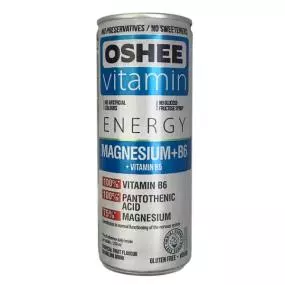 NO PRESERVATIVES / NO SWEETENERS
OSHEE
vitamin
NO ARTIFICIAL
COLOURS
NO GLUCOSE-
FRUCTOSE SYRUP
ENERGY
MAGNESIUM+B6
+ VITAMIN B5
100% VITAMIN B6
100% PANTOTHENIC
ACID
75% MAGNESIUM
GLUTEN FREE